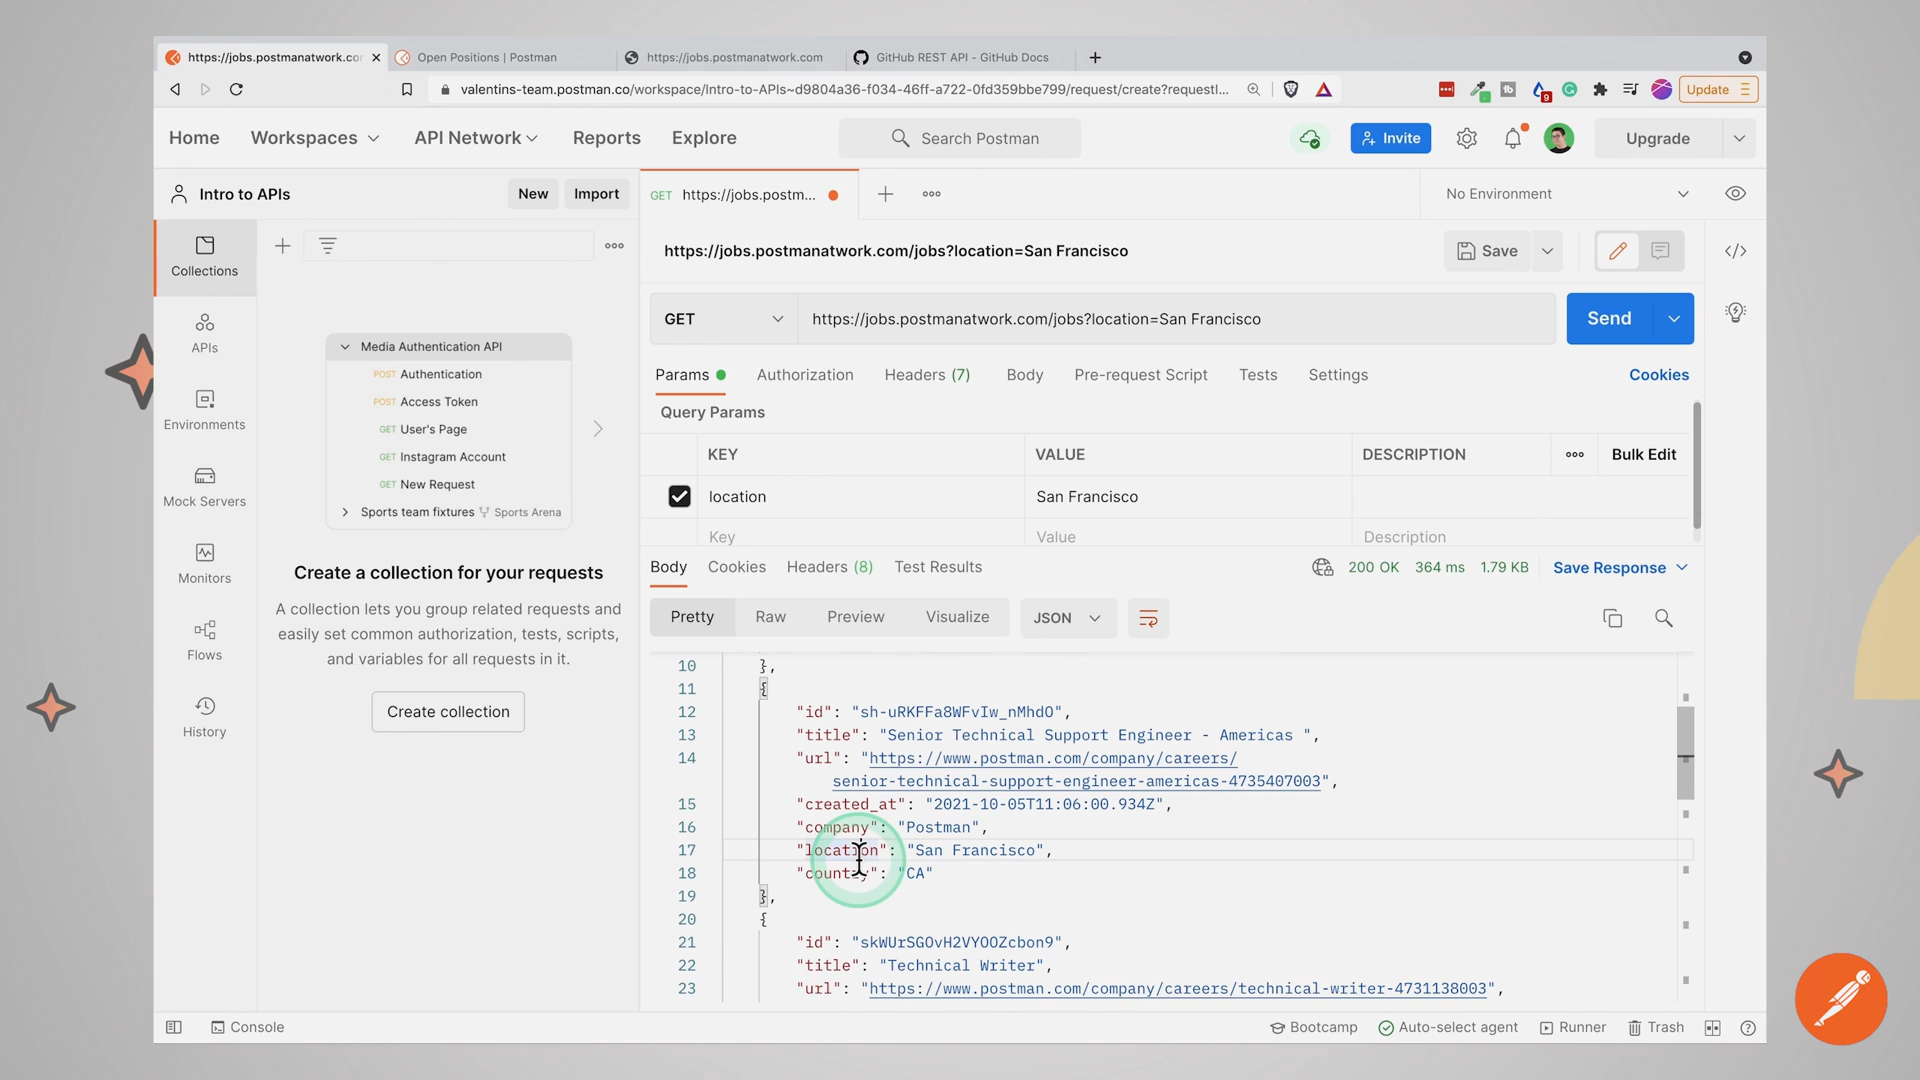 https://jobs.postmanatwork.cor
Open Positions | Postman
https://jobs.postmanatwork.com
GitHub REST API - GitHub Docs
valentins-team.postman.co/workspace/Intro-to-APIs~d9804a36-f034-46ff-a722-0fd359bbe799/request/create?requestI...
9
Update
Home
Workspaces
API Network
Reports
Explore
Search Postman
Invite
Upgrade
Intro to APIs
New
Import
GET https://jobs.postm...
No Environment
Collections
APIs
Environments
Mock Servers
Monitors
Flows
History
Media Authentication API
POST Authentication
POST Access Token
GET User's Page
GET Instagram Account
GET New Request
Sports team fixtures Sports Arena
Create a collection for your requests
A collection lets you group related requests and
easily set common authorization, tests, scripts,
and variables for all requests in it.
Create collection
https://jobs.postmanatwork.com/jobs?location=San Francisco
Save
GET
https://jobs.postmanatwork.com/jobs?location=San Francisco
Send
Params
Authorization
Headers (7)
Body
Pre-request Script
Tests
Settings
Cookies
Query Params
KEY
VALUE
DESCRIPTION
Bulk Edit
location
San Francisco
Key
Value
Description
Body
Cookies
Headers (8)
Test Results
200 OK
364 ms
1.79 KB
Save Response
Pretty
Raw
Preview
Visualize
JSON
10 },
11 {
12 "id": "sh-uRKFFa8WFvIw_nMhdO",
13 "title": "Senior Technical Support Engineer - Americas ",
14 "url": "https://www.postman.com/company/careers/
senior-technical-support-engineer-americas-4735407003",
15 "created_at": "2021-10-05T11:06:00.934Z",
16 "company": "Postman",
17 "location": "San Francisco",
18 "country": "CA"
19 },
20 {
21 "id": "skWUrSGOvH2VYOOZcbon9",
22 "title": "Technical Writer",
23 "url": "https://www.postman.com/company/careers/technical-writer-4731138003",
Console
Bootcamp
Auto-select agent
Runner
Trash